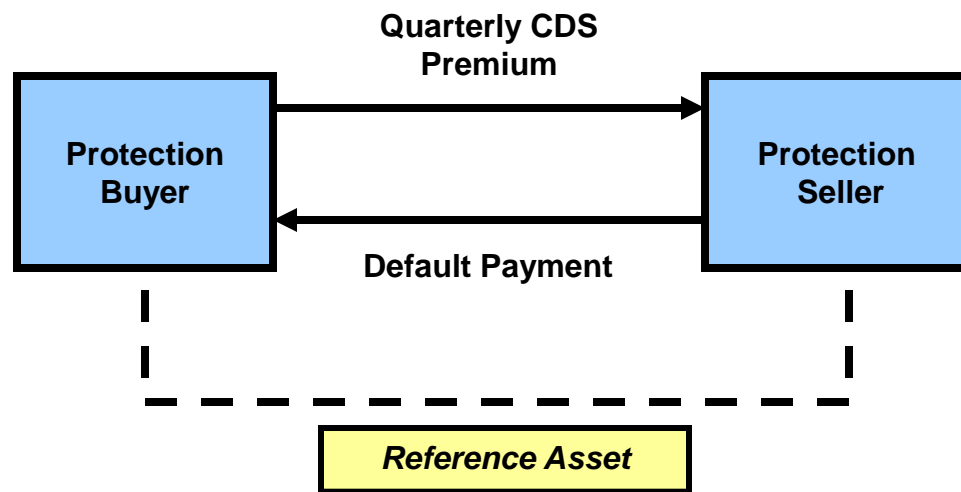 Quarterly CDS
Premium
Protection
Buyer
Protection
Seller
Default Payment
Reference Asset